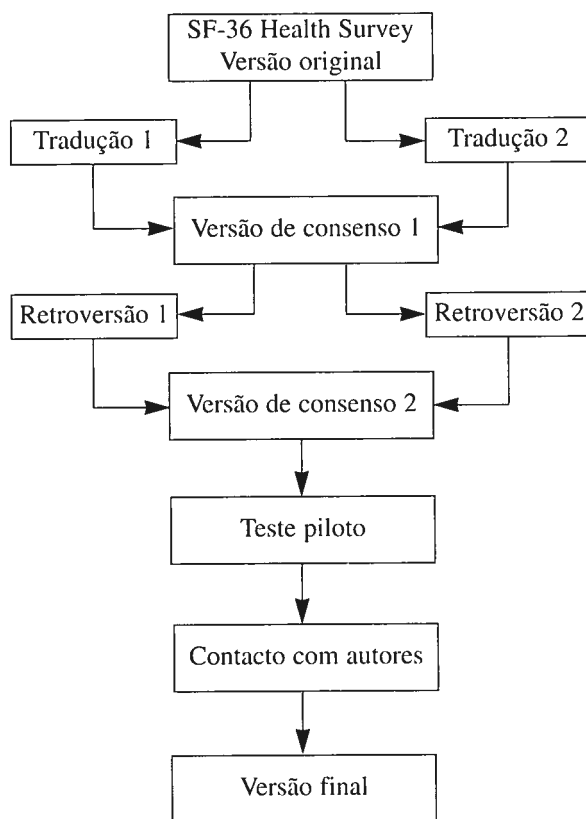 SF-36 Health Survey
Versão original
Tradução 1
Tradução 2
Versão de consenso 1
Retroversão 1
Retroversão 2
Versão de consenso 2
Teste piloto
Contacto com autores
Versão final